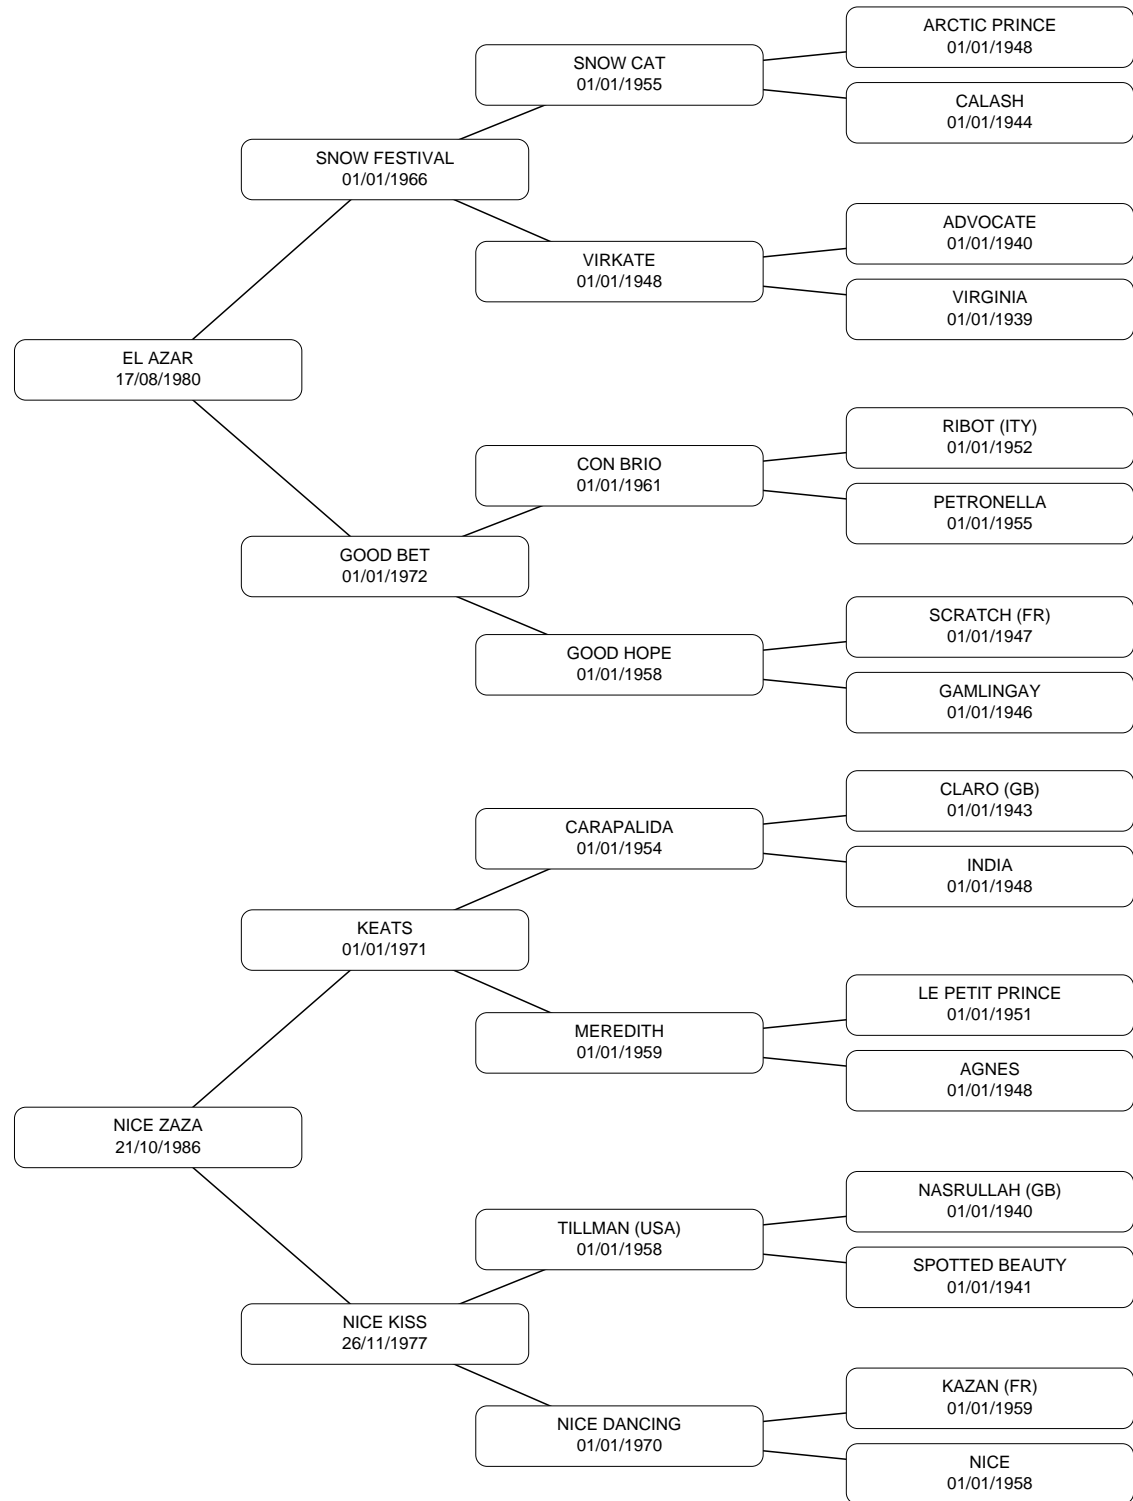 ARCTIC PRINCE
01/01/1948
SNOW CAT
01/01/1955
CALASH
01/01/1944
SNOW FESTIVAL
01/01/1966
ADVOCATE
01/01/1940
VIRKATE
01/01/1948
VIRGINIA
01/01/1939
EL AZAR
17/08/1980
RIBOT (ITY)
01/01/1952
CON BRIO
01/01/1961
PETRONELLA
01/01/1955
GOOD BET
01/01/1972
SCRATCH (FR)
01/01/1947
GOOD HOPE
01/01/1958
GAMLINGAY
01/01/1946
CLARO (GB)
01/01/1943
CARAPALIDA
01/01/1954
INDIA
01/01/1948
KEATS
01/01/1971
LE PETIT PRINCE
01/01/1951
MEREDITH
01/01/1959
AGNES
01/01/1948
NICE ZAZA
21/10/1986
NASRULLAH (GB)
01/01/1940
TILLMAN (USA)
01/01/1958
SPOTTED BEAUTY
01/01/1941
NICE KISS
26/11/1977
KAZAN (FR)
01/01/1959
NICE DANCING
01/01/1970
NICE
01/01/1958